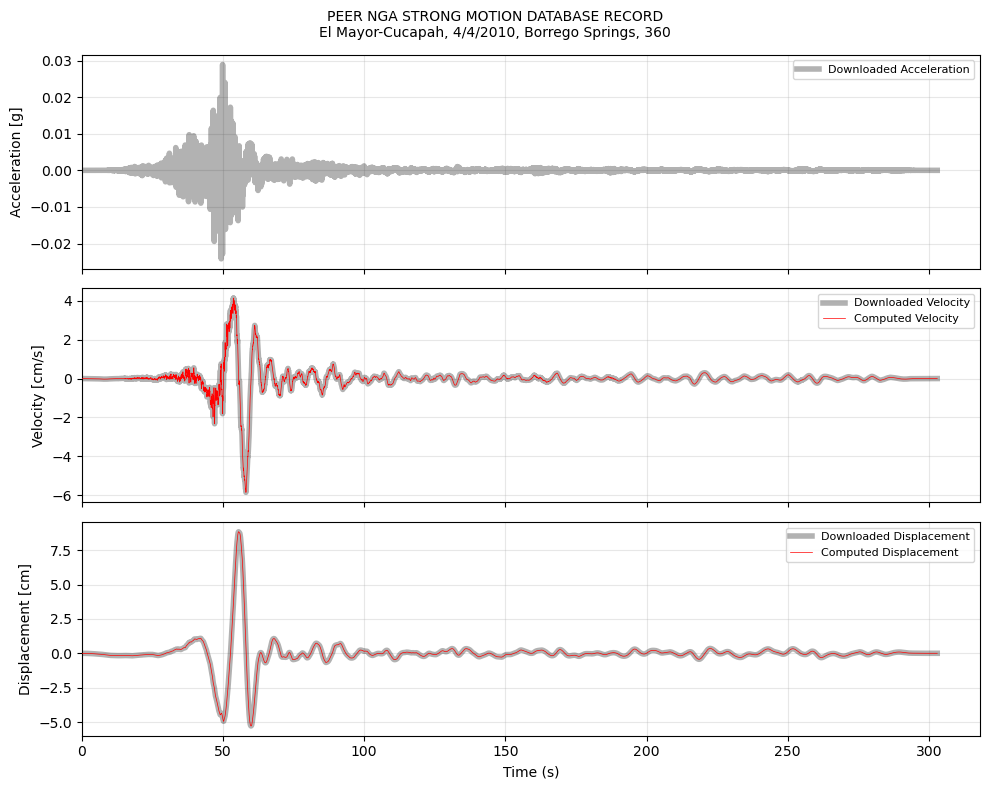 PEER NGA STRONG MOTION DATABASE RECORD
El Mayor-Cucapah, 4/4/2010, Borrego Springs, 360
Acceleration [g]
0.03
0.02
0.01
0.00
−0.01
−0.02
Downloaded Acceleration
Velocity [cm/s]
4
2
0
−2
−4
−6
Downloaded Velocity
Computed Velocity
Displacement [cm]
7.5
5.0
2.5
0.0
−2.5
−5.0
Downloaded Displacement
Computed Displacement
0 50 100 150 200 250 300
Time (s)